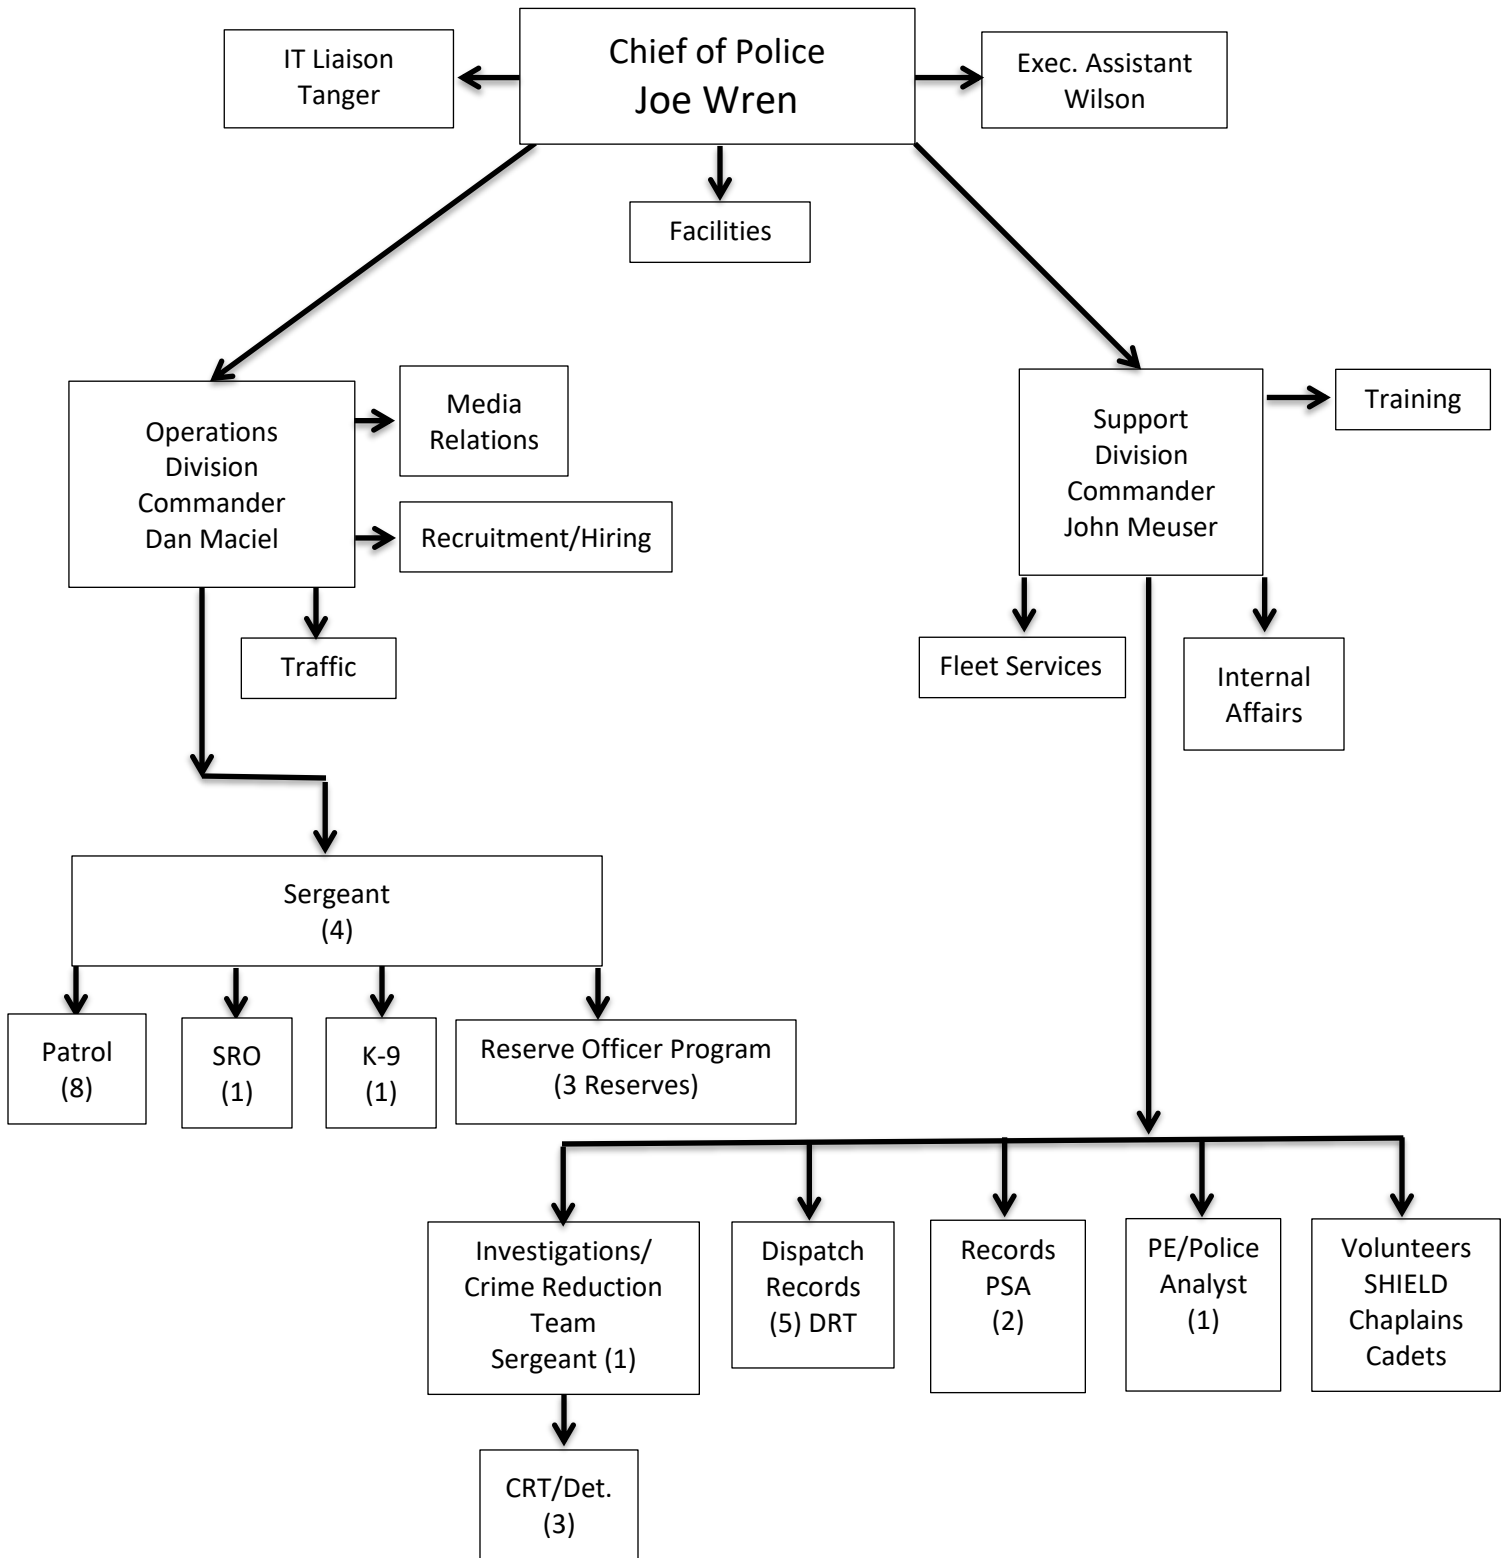 Chief of Police
Joe Wren
IT Liaison
Tanger
Exec. Assistant
Wilson
Facilities
Operations
Division
Commander
Dan Maciel
Media
Relations
Recruitment/Hiring
Traffic
Support
Division
Commander
John Meuser
Training
Fleet Services
Internal
Affairs
Sergeant
(4)
Patrol
(8)
SRO
(1)
K-9
(1)
Reserve Officer Program
(3 Reserves)
Investigations/
Crime Reduction
Team
Sergeant (1)
Dispatch
Records
(5) DRT
Records
PSA
(2)
PE/Police
Analyst
(1)
Volunteers
SHIELD
Chaplains
Cadets
CRT/Det.
(3)